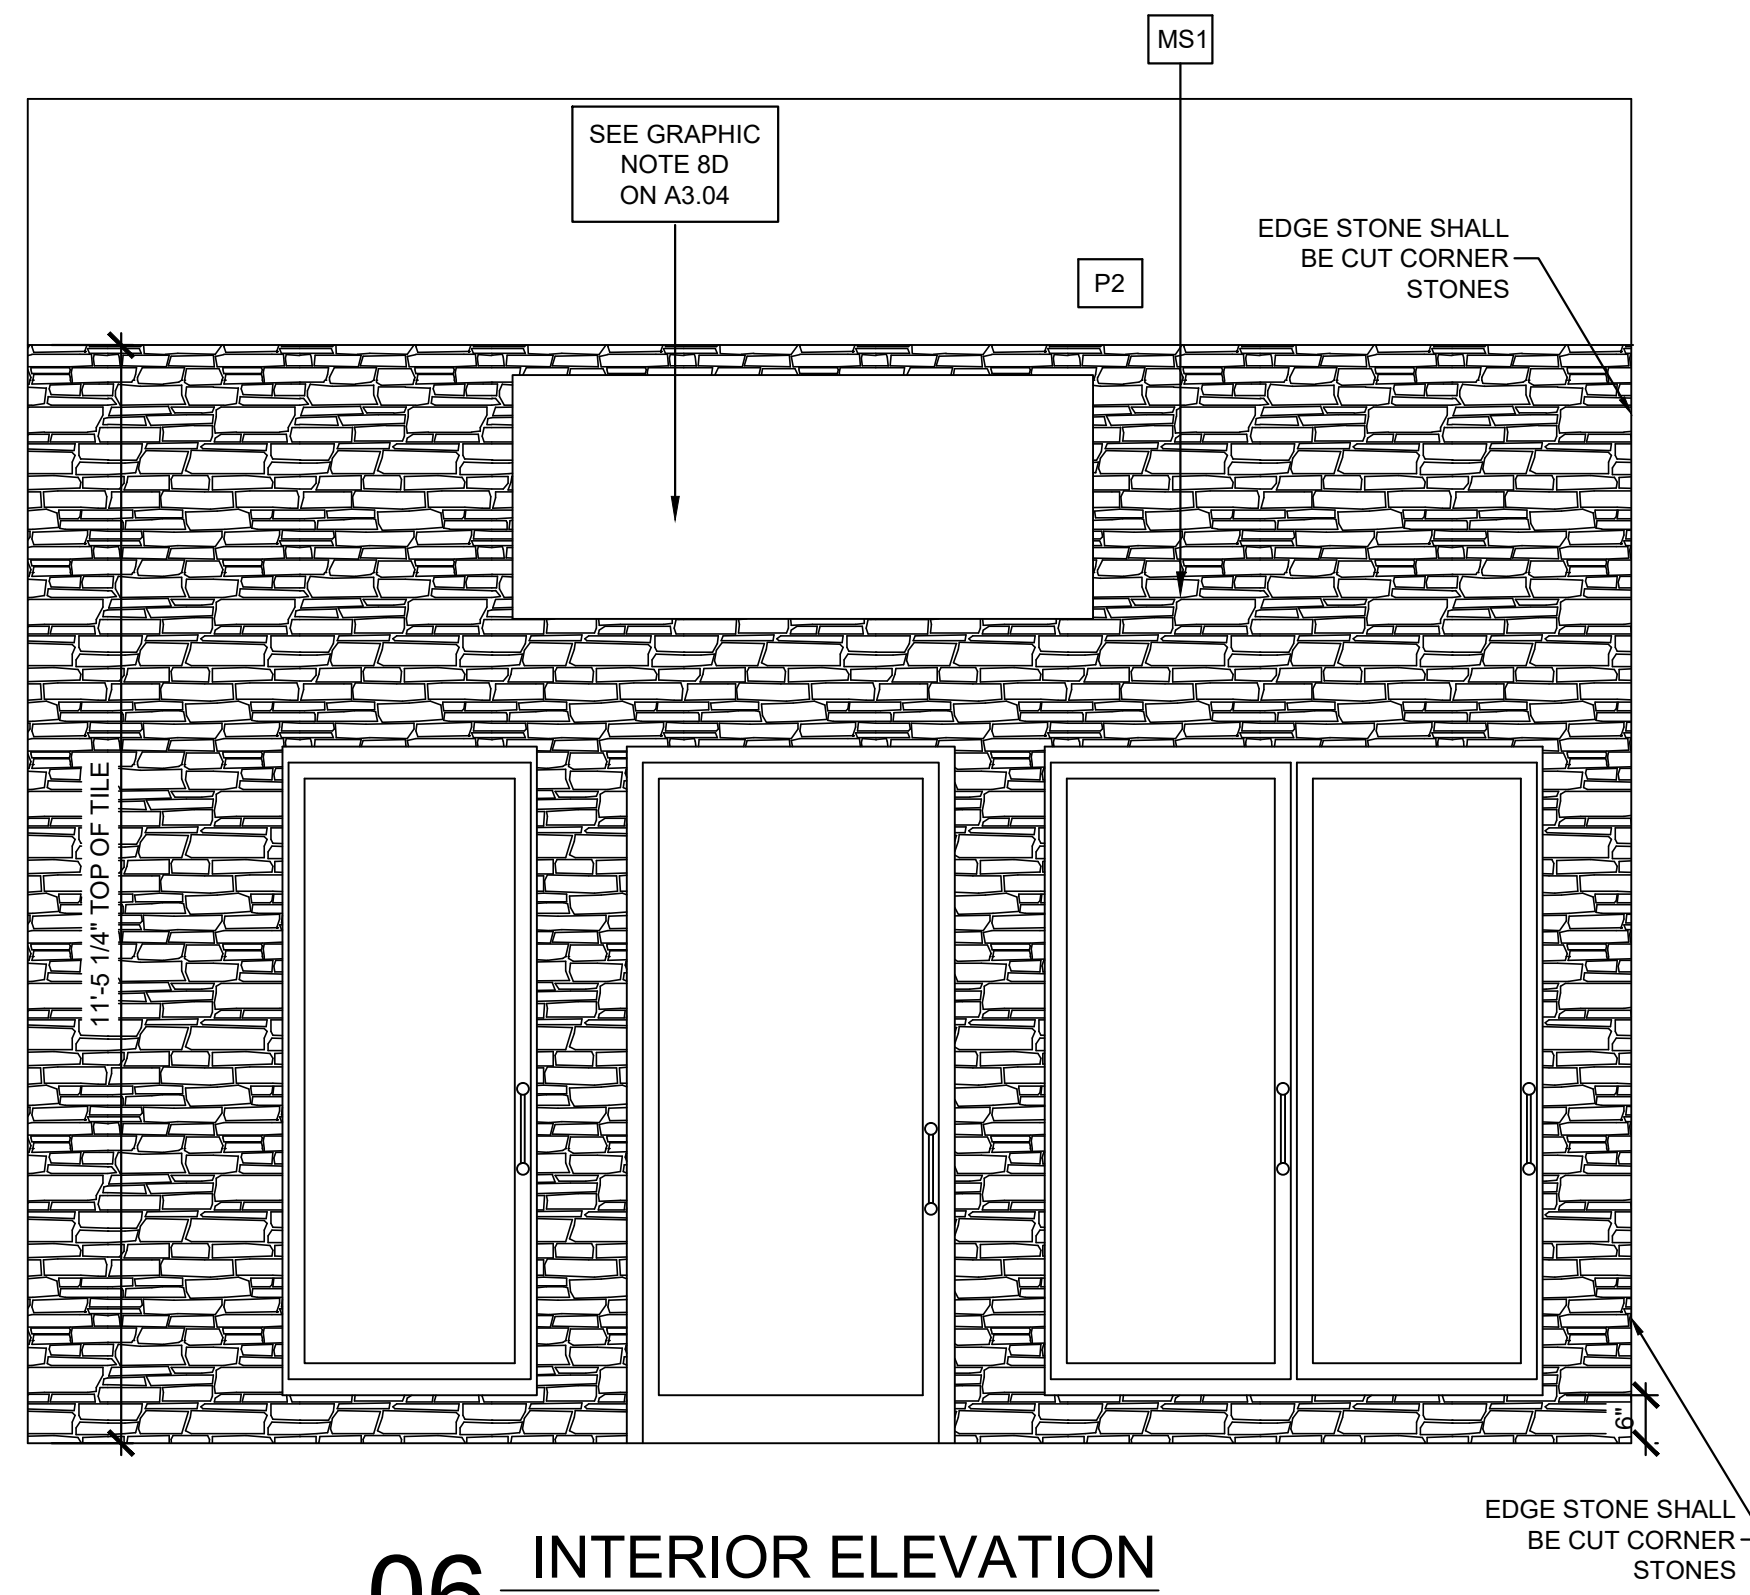 MS1
SEE GRAPHIC
NOTE 8D
ON A3.04
EDGE STONE SHALL
BE CUT CORNER
STONES
P2
11'-5 1/4" TOP OF TILE
6"
EDGE STONE SHALL
BE CUT CORNER
STONES
INTERIOR ELEVATION
06